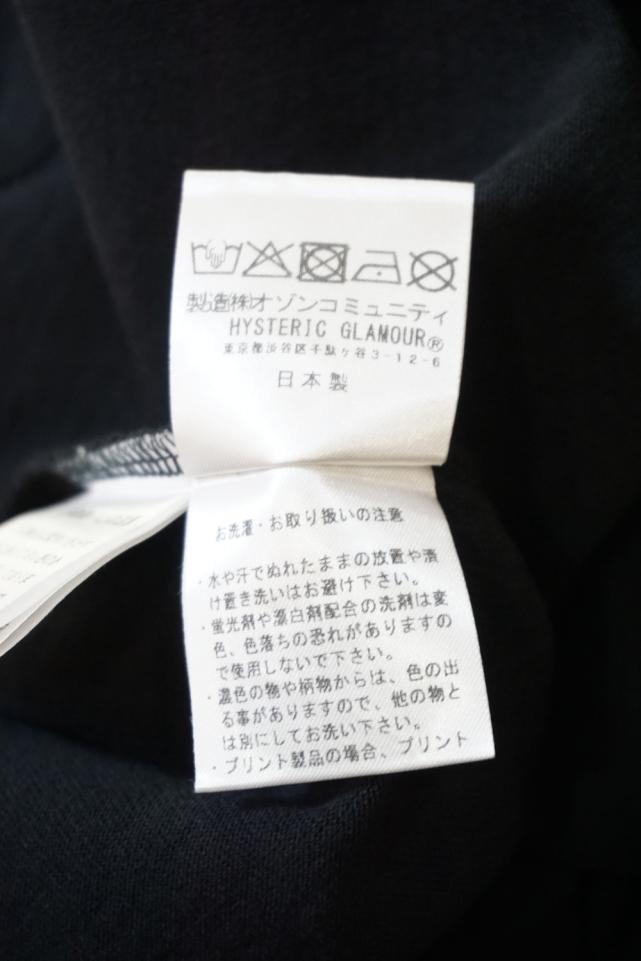 製造㈱オゾンコミュニティ
HYSTERIC GLAMOUR®
東京都渋谷区千駄ヶ谷3-12-6
日本製
お洗濯・お取り扱いの注意
・水や汗でぬれたままの放置や漬
け置き洗いはお避け下さい。
・蛍光剤や漂白剤配合の洗剤は変
色、色落ちの恐れがありますの
で使用しないで下さい。
・濃色の物や柄物からは、色の出
る事がありますので、他の物と
は別にしてお洗い下さい。
・プリント製品の場合、プリント